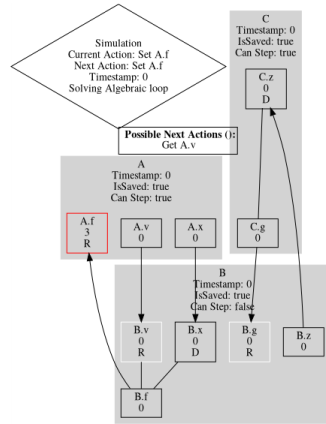 Simulation
Current Action: Set A.f
Next Action: Set A.f
Timestamp: 0
Solving Algebraic loop
Possible Next Actions ():
Get A.v
C
Timestamp: 0
IsSaved: true
Can Step: true
C.z
0
D
C.g
0
A
Timestamp: 0
IsSaved: true
Can Step: true
A.f
3
R
A.v
0
A.x
0
B
Timestamp: 0
IsSaved: true
Can Step: false
B.v
0
R
B.x
0
D
B.g
0
R
B.z
0
B.f
0